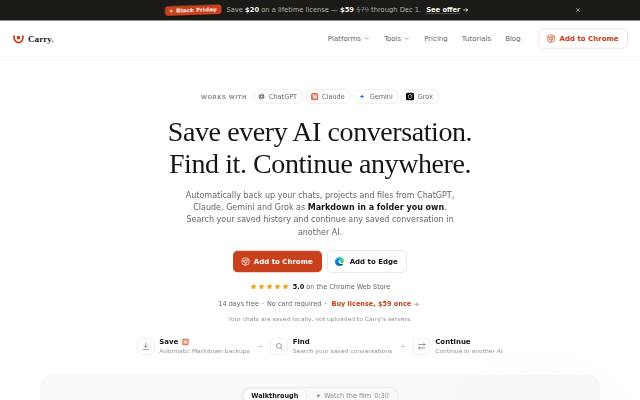 Black Friday Save $20 on a lifetime license — $59 $79 through Dec 1. See offer →
Carry.
Platforms Tools Pricing Tutorials Blog Add to Chrome
WORKS WITH ChatGPT Claude Gemini Grok
Save every AI conversation.
Find it. Continue anywhere.
Automatically back up your chats, projects and files from ChatGPT,
Claude, Gemini and Grok as Markdown in a folder you own.
Search your saved history and continue any saved conversation in
another AI.
Add to Chrome Add to Edge
★★★★★ 5.0 on the Chrome Web Store
14 days free · No card required · Buy license, $59 once →
Your chats are saved locally, not uploaded to Carry's servers.
Save → Find → Continue
Automatic Markdown backups Search your saved conversations Continue in another AI
Walkthrough Watch the film 0:30